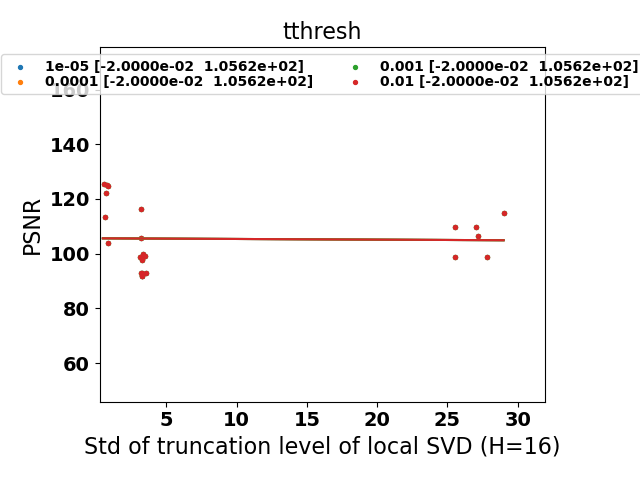 tthresh
1e-05 [-2.0000e-02  1.0562e+02]
0.0001 [-2.0000e-02  1.0562e+02]
0.001 [-2.0000e-02  1.0562e+02]
0.01 [-2.0000e-02  1.0562e+02]
160
140
120
100
80
60
PSNR
5 10 15 20 25 30
Std of truncation level of local SVD (H=16)